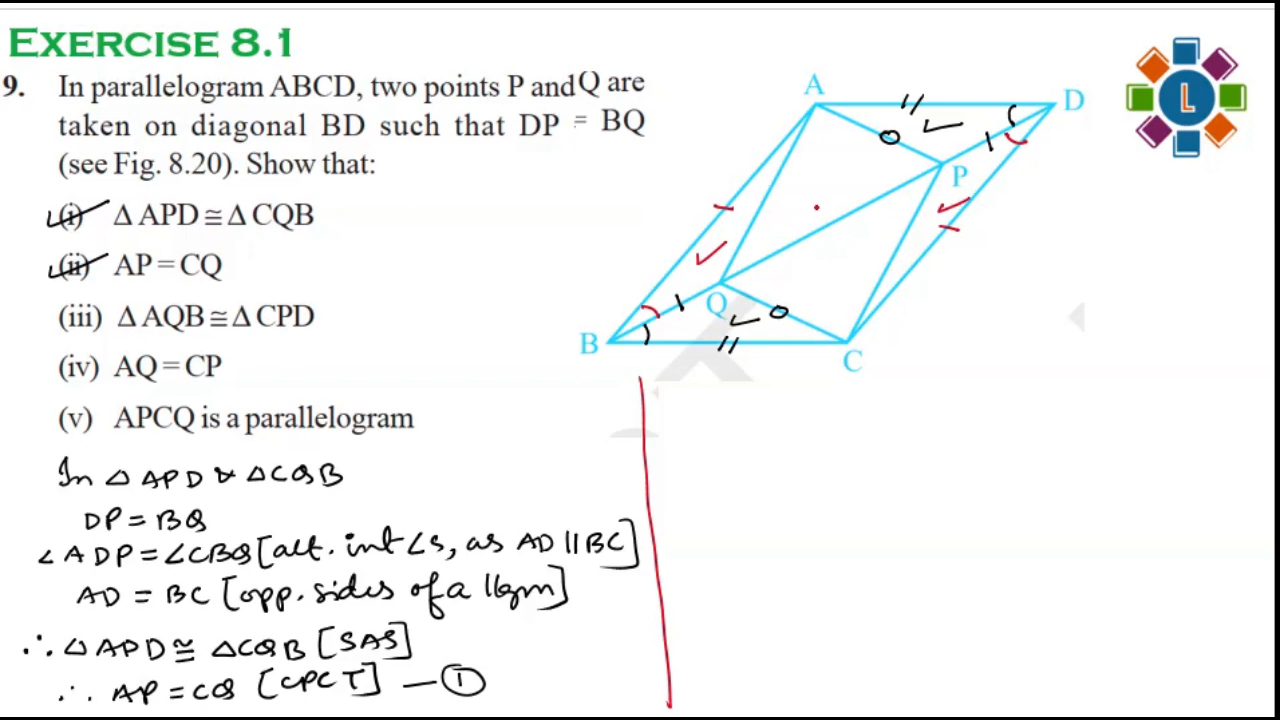 EXERCISE 8.1
9. In parallelogram ABCD, two points P and Q are
taken on diagonal BD such that DP = BQ
(see Fig. 8.20). Show that:
(i) Δ APD ≅ Δ CQB
(ii) AP = CQ
(iii) Δ AQB ≅ Δ CPD
(iv) AQ = CP
(v) APCQ is a parallelogram
In △ APD & △CQB
DP = BQ
∠ADP = ∠CBQ [alt. int ∠s, as AD || BC]
AD = BC [opp. sides of a ||gm]
∴ △ APD ≅ △CQB [SAS]
∴ AP = CQ [CPCT] — ①
A
D
P
Q
B
C
L